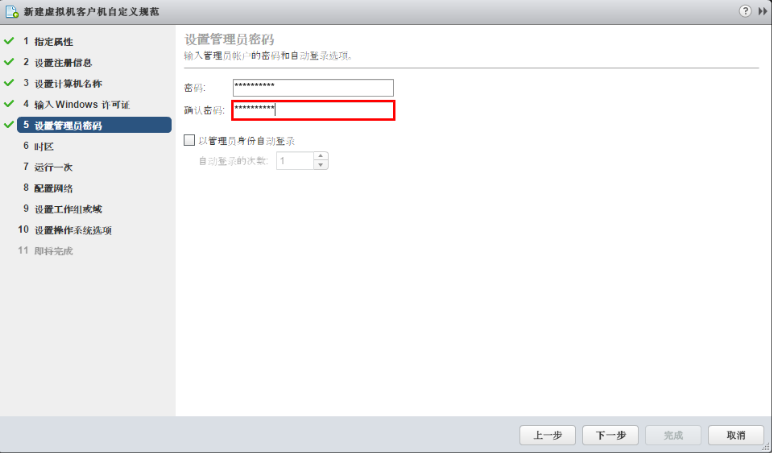 新建虚拟机客户机自定义规范
1 指定属性
2 设置注册信息
3 设置计算机名称
4 输入 Windows 许可证
5 设置管理员密码
6 时区
7 运行一次
8 配置网络
9 设置工作组或域
10 设置操作系统选项
11 即将完成
设置管理员密码
输入管理员帐户的密码和自动登录选项。
密码: **********
确认密码: **********
以管理员身份自动登录
自动登录的次数: 1
上一步 下一步 完成 取消